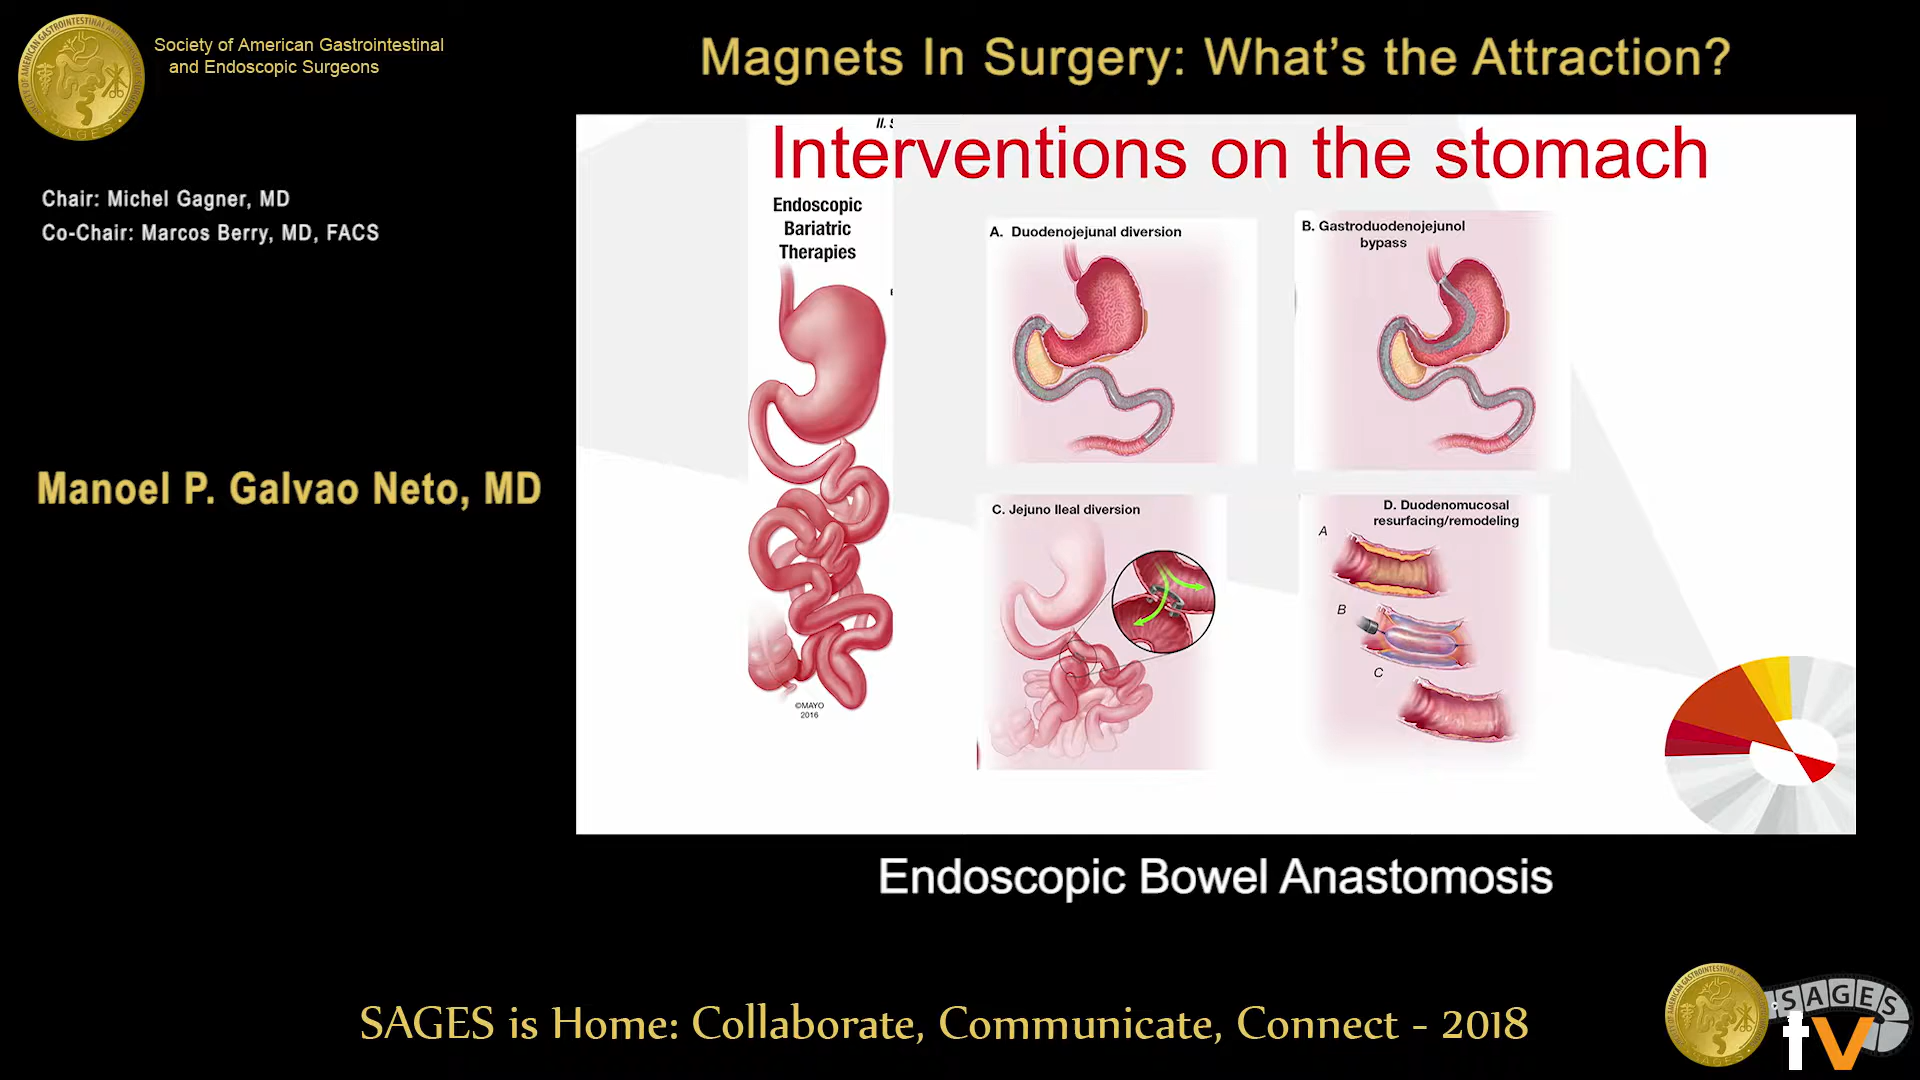 Society of American Gastrointestinal
and Endoscopic Surgeons
Magnets In Surgery: What's the Attraction?
Chair: Michel Gagner, MD
Co-Chair: Marcos Berry, MD, FACS
Manoel P. Galvao Neto, MD
II.
Interventions on the stomach
Endoscopic
Bariatric
Therapies
©MAYO
2016
A. Duodenojejunal diversion
B. Gastroduodenojejunol
bypass
C. Jejuno Ileal diversion
D. Duodenomucosal
resurfacing/remodeling
A
B
C
Endoscopic Bowel Anastomosis
SAGES is Home: Collaborate, Communicate, Connect - 2018
SAGES
SAGES
tv